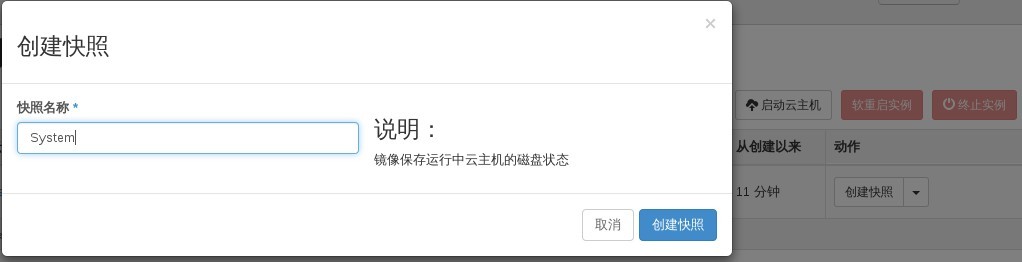 ×
创建快照
快照名称 *
System
说明：
镜像保存运行中云主机的磁盘状态
取消 创建快照
启动云主机 软重启实例 终止实例
从创建以来 动作
11 分钟 创建快照